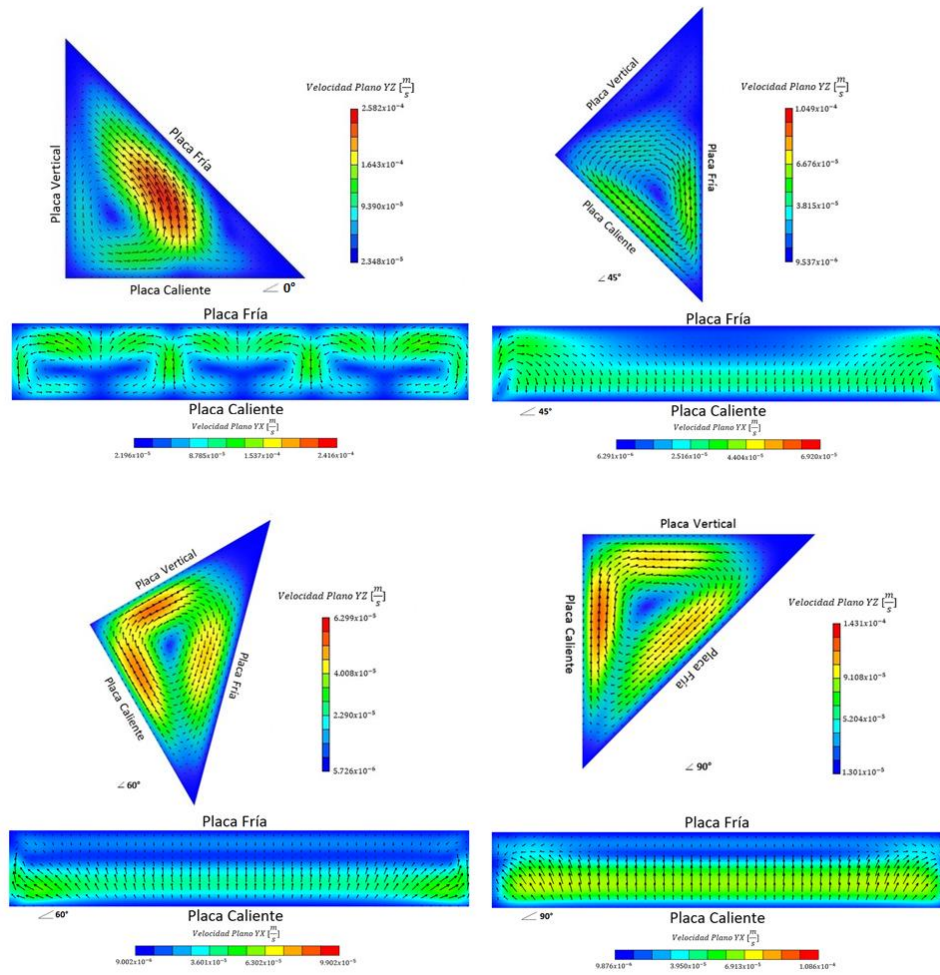 Velocidad Plano YZ [m/s]
2.582x10⁻⁴
1.643x10⁻⁴
9.390x10⁻⁵
2.348x10⁻⁵
Placa Vertical
Placa Fría
Placa Caliente
∠ 0°
Placa Fría
Placa Caliente
Velocidad Plano YX [m/s]
2.196x10⁻⁵ 8.785x10⁻⁵ 1.537x10⁻⁴ 2.416x10⁻⁴
Velocidad Plano YZ [m/s]
1.049x10⁻⁴
6.676x10⁻⁵
3.815x10⁻⁵
9.537x10⁻⁶
Placa Vertical
Placa Fría
Placa Caliente
∠ 45°
Placa Fría
Placa Caliente
∠ 45°
Velocidad Plano YX [m/s]
6.291x10⁻⁶ 2.516x10⁻⁵ 4.404x10⁻⁵ 6.920x10⁻⁵
Placa Vertical
Velocidad Plano YZ [m/s]
6.299x10⁻⁵
4.008x10⁻⁵
2.290x10⁻⁵
5.726x10⁻⁶
Placa Fría
Placa Caliente
∠ 60°
Placa Fría
Placa Caliente
∠ 60°
Velocidad Plano YX [m/s]
9.002x10⁻⁶ 3.601x10⁻⁵ 6.302x10⁻⁵ 9.902x10⁻⁵
Placa Vertical
Velocidad Plano YZ [m/s]
1.431x10⁻⁴
9.108x10⁻⁵
5.204x10⁻⁵
1.301x10⁻⁵
Placa Caliente
Placa Fría
∠ 90°
Placa Fría
Placa Caliente
∠ 90°
Velocidad Plano YX [m/s]
9.876x10⁻⁶ 3.950x10⁻⁵ 6.913x10⁻⁵ 1.086x10⁻⁴